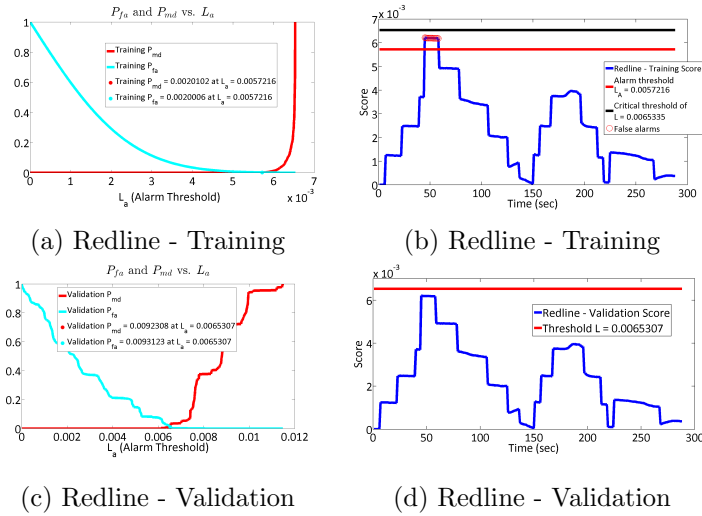 P_fa and P_md vs. L_a
1
0.8
0.6
0.4
0.2
0
0 1 2 3 4 5 6 7
x 10^-3
L_a (Alarm Threshold)
Training P_md
Training P_fa
Training P_md = 0.0020102 at L_a = 0.0057216
Training P_fa = 0.0020006 at L_a = 0.0057216
(a) Redline - Training
x 10^-3
7
6
5
4
3
2
1
0
Score
0 50 100 150 200 250 300
Time (sec)
Redline - Training Score
Alarm threshold
L_A = 0.0057216
Critical threshold of
L = 0.0065335
False alarms
(b) Redline - Training
P_fa and P_md vs. L_a
1
0.8
0.6
0.4
0.2
0
0 0.002 0.004 0.006 0.008 0.01 0.012
L_a (Alarm Threshold)
Validation P_md
Validation P_fa
Validation P_md = 0.0092308 at L_a = 0.0065307
Validation P_fa = 0.0093123 at L_a = 0.0065307
(c) Redline - Validation
x 10^-3
6
4
2
0
Score
0 50 100 150 200 250 300
Time (sec)
Redline - Validation Score
Threshold L = 0.0065307
(d) Redline - Validation